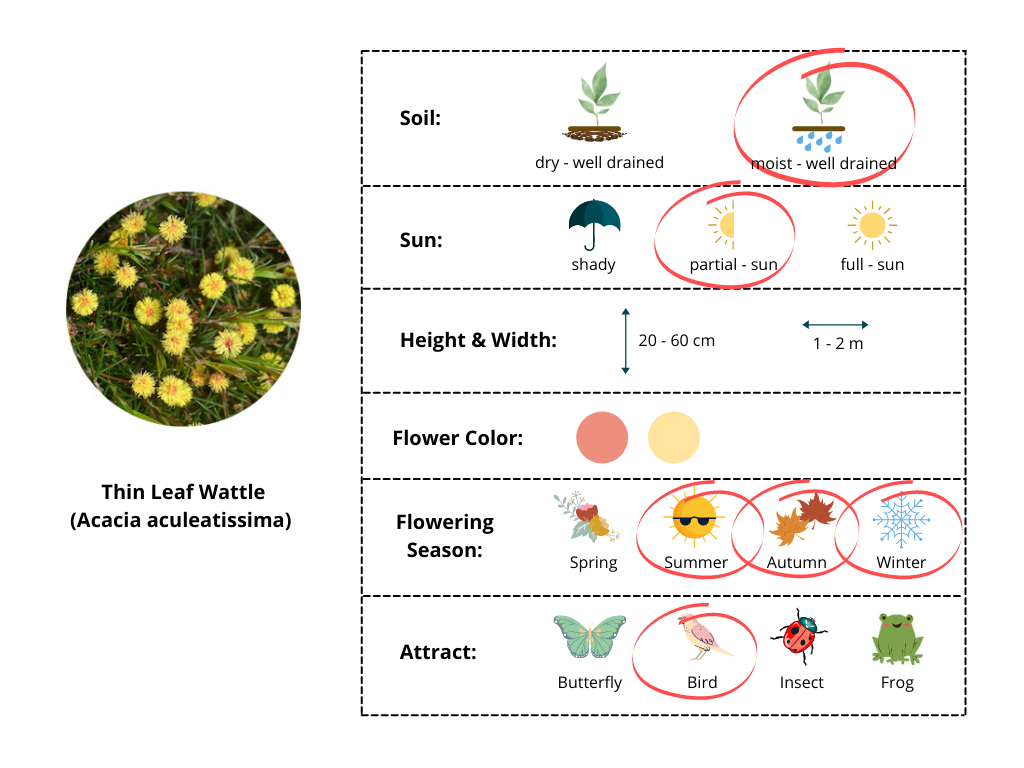 Thin Leaf Wattle
(Acacia aculeatissima)
Soil:
dry - well drained
moist - well drained
Sun:
shady
partial - sun
full - sun
Height & Width:
20 - 60 cm
1 - 2 m
Flower Color:
Flowering
Season:
Spring
Summer
Autumn
Winter
Attract:
Butterfly
Bird
Insect
Frog